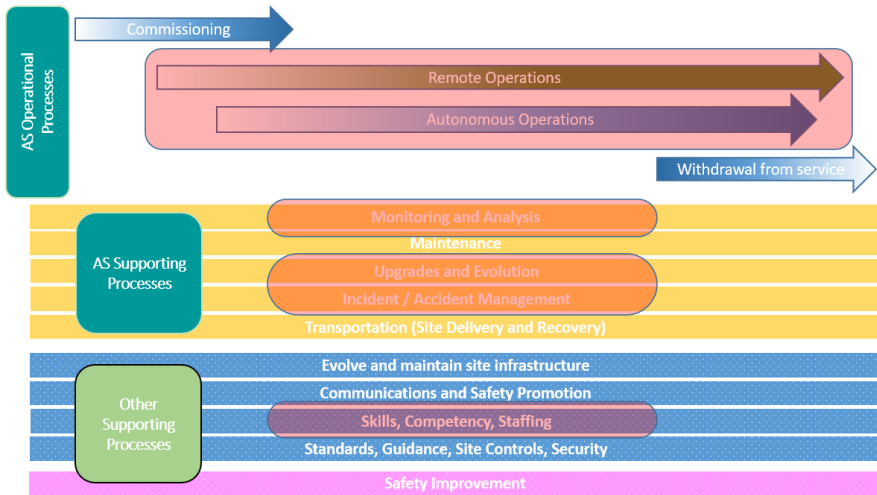 AS Operational
Processes
Commissioning
Remote Operations
Autonomous Operations
Withdrawal from service
AS Supporting
Processes
Monitoring and Analysis
Maintenance
Upgrades and Evolution
Incident / Accident Management
Transportation (Site Delivery and Recovery)
Other
Supporting
Processes
Evolve and maintain site infrastructure
Communications and Safety Promotion
Skills, Competency, Staffing
Standards, Guidance, Site Controls, Security
Safety Improvement